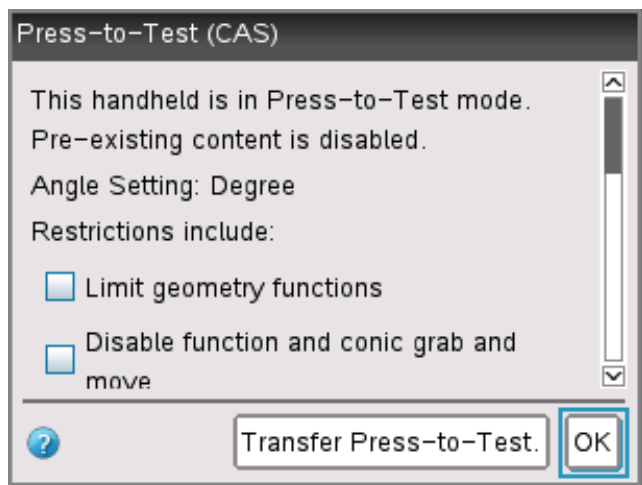 Press-to-Test (CAS)
This handheld is in Press-to-Test mode.
Pre-existing content is disabled.
Angle Setting: Degree
Restrictions include:
Limit geometry functions
Disable function and conic grab and
move
?
Transfer Press-to-Test.
OK